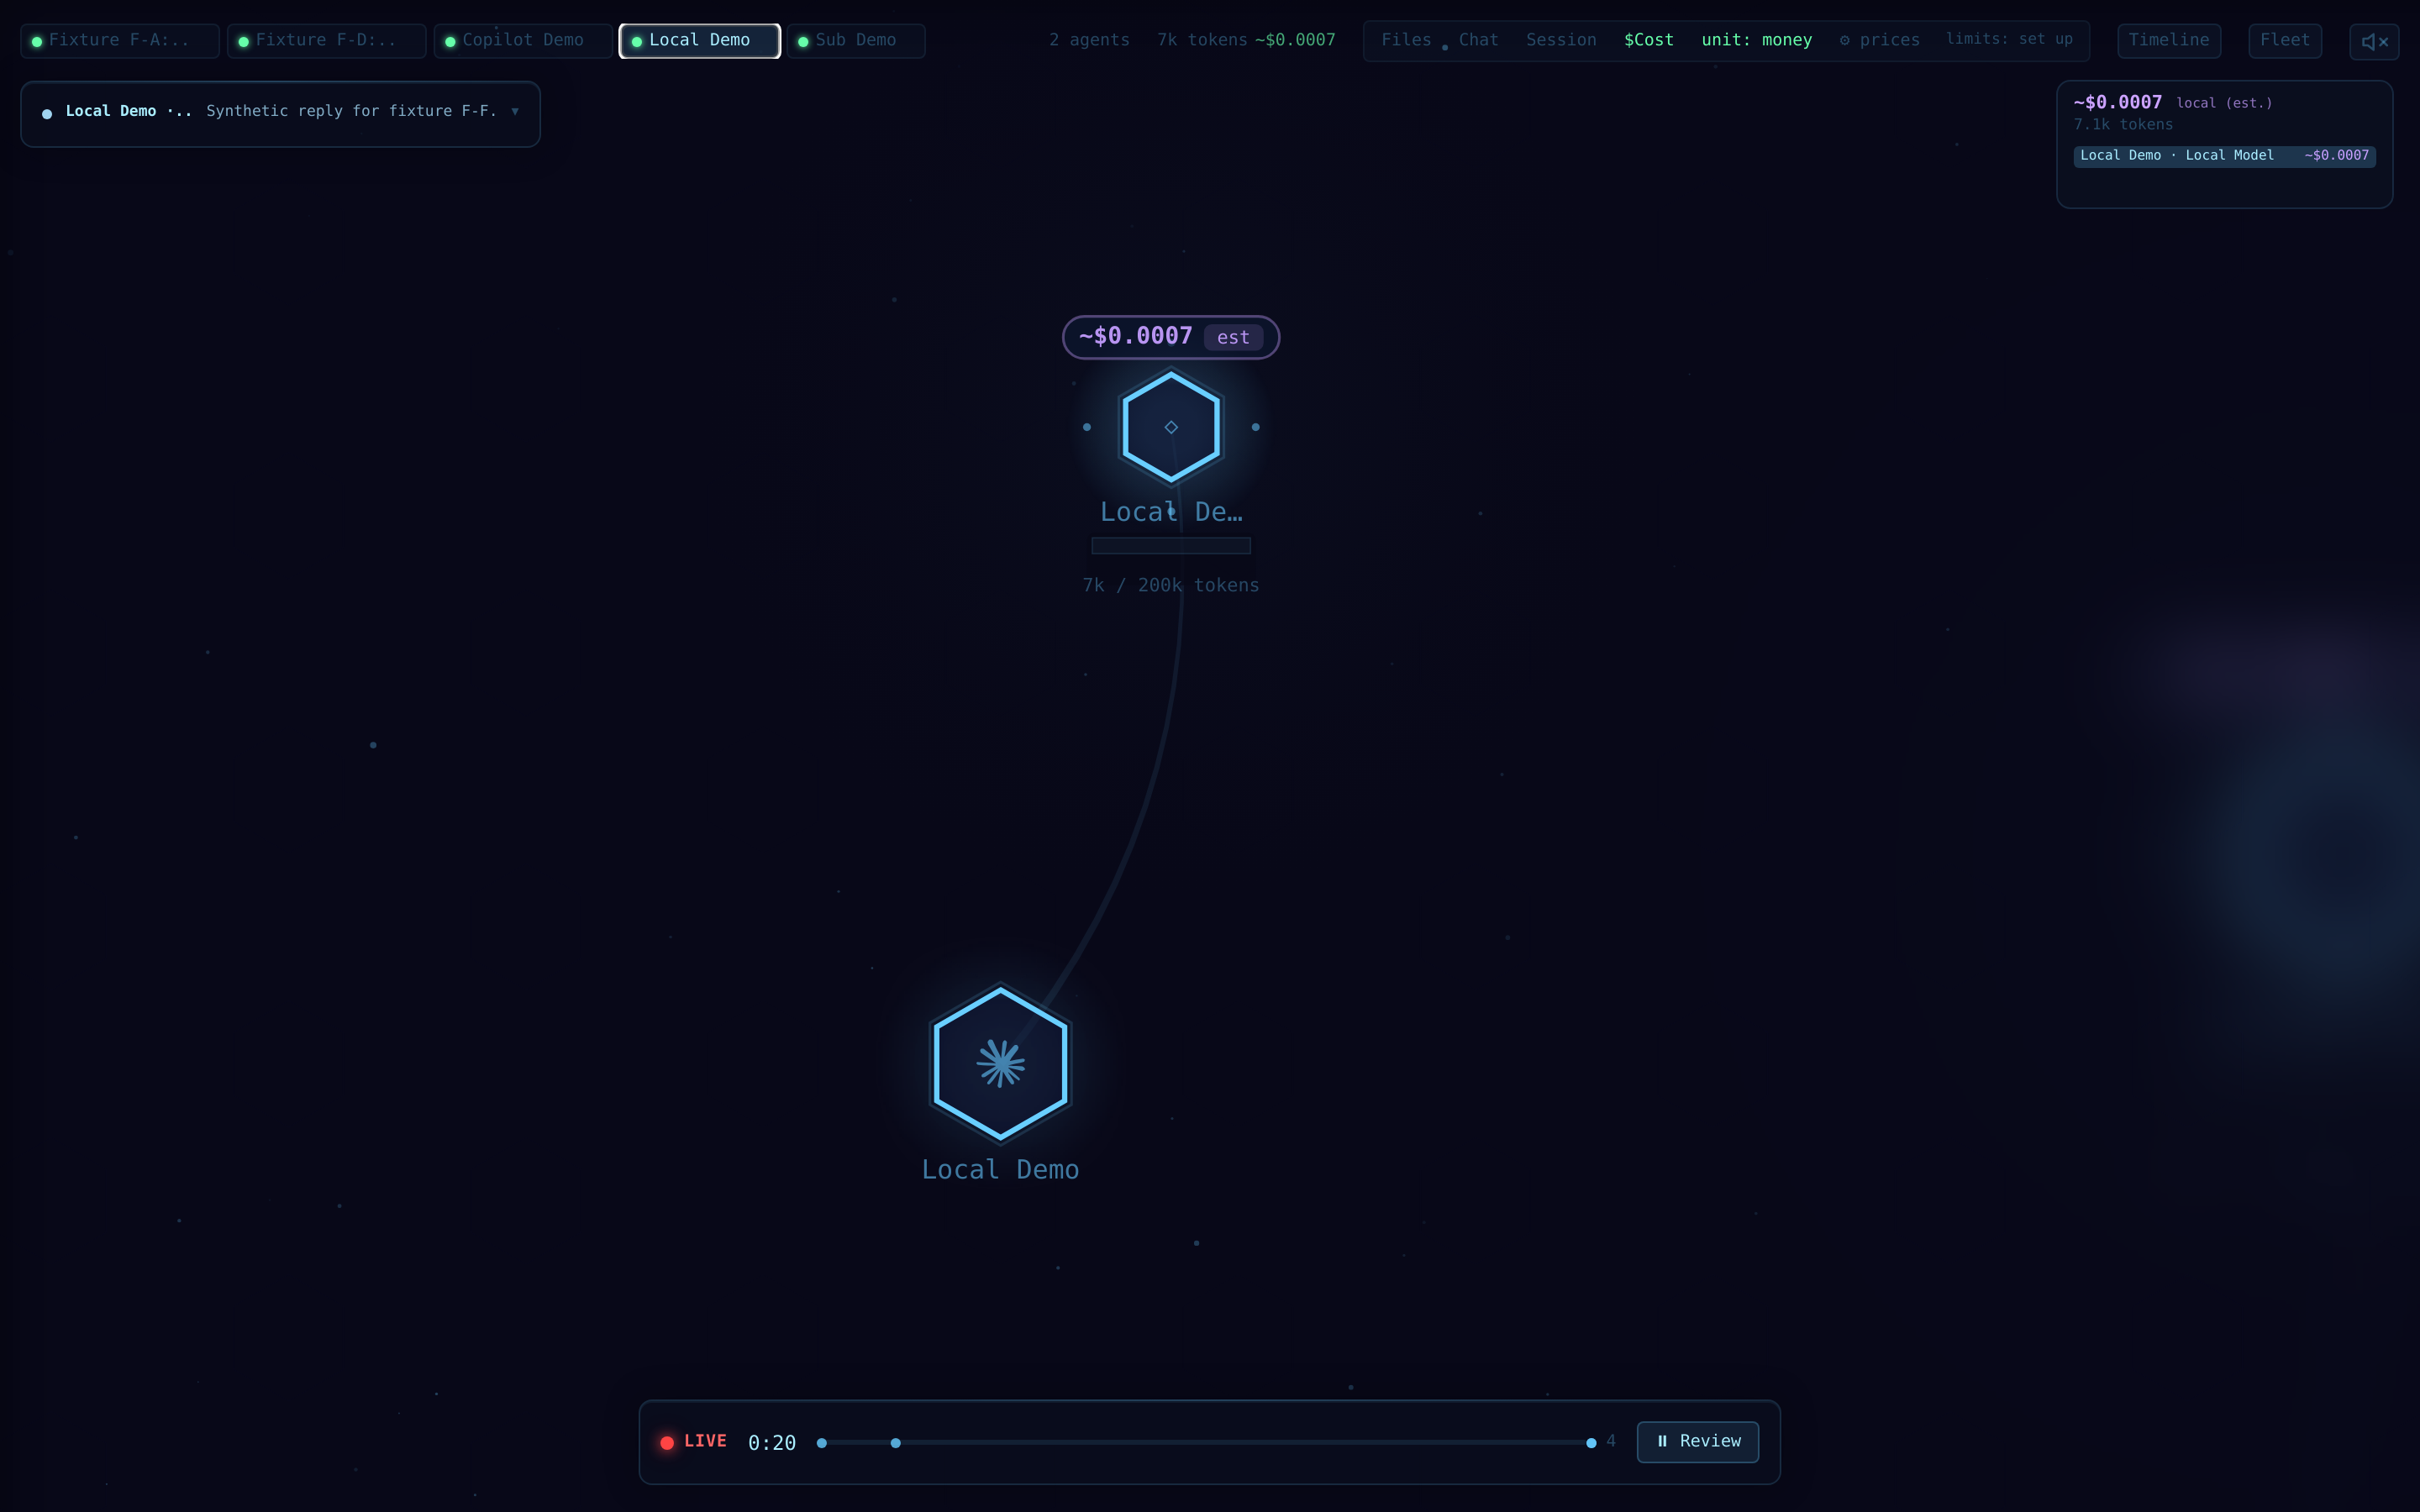 Fixture F-A:.. Fixture F-D:.. Copilot Demo Local Demo Sub Demo 2 agents 7k tokens ~$0.0007 Files Chat Session $Cost unit: money ⚙ prices limits: set up Timeline Fleet
Local Demo ·.. Synthetic reply for fixture F-F. ▼
~$0.0007 local (est.)
7.1k tokens
Local Demo · Local Model ~$0.0007
~$0.0007 est
Local De…
7k / 200k tokens
Local Demo
LIVE 0:20 4 Review